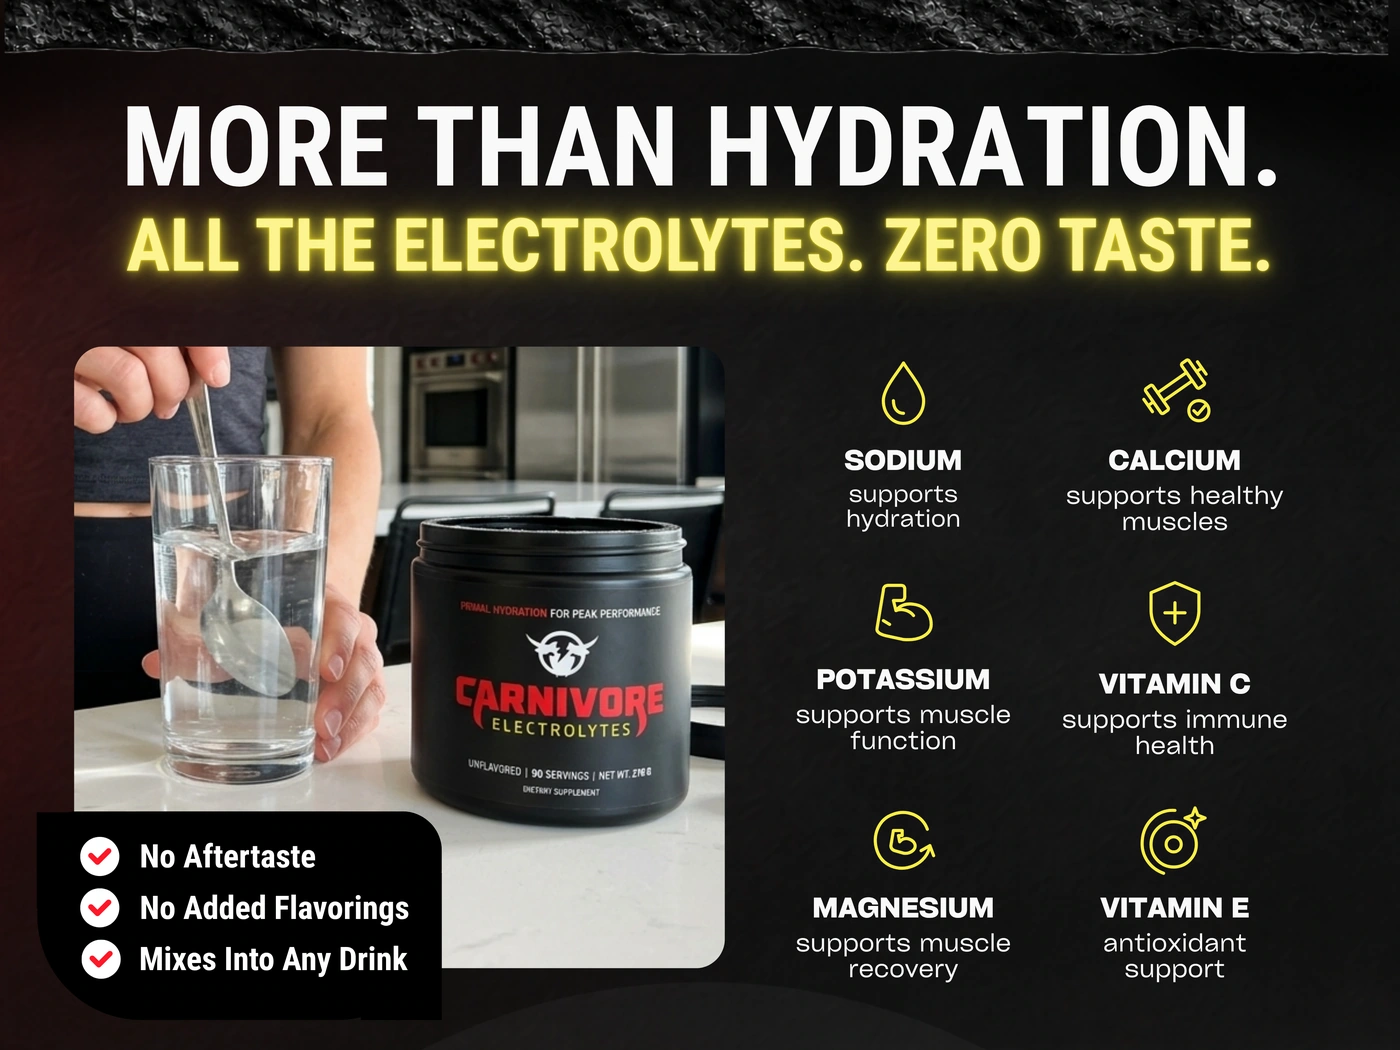 MORE THAN HYDRATION.
ALL THE ELECTROLYTES. ZERO TASTE.
PRIMAL HYDRATION FOR PEAK PERFORMANCE
CARNIVORE
ELECTROLYTES
UNFLAVORED | 90 SERVINGS | NET WT.
DIETARY SUPPLEMENT
No Aftertaste
No Added Flavorings
Mixes Into Any Drink
SODIUM
supports
hydration
CALCIUM
supports healthy
muscles
POTASSIUM
supports muscle
function
VITAMIN C
supports immune
health
MAGNESIUM
supports muscle
recovery
VITAMIN E
antioxidant
support